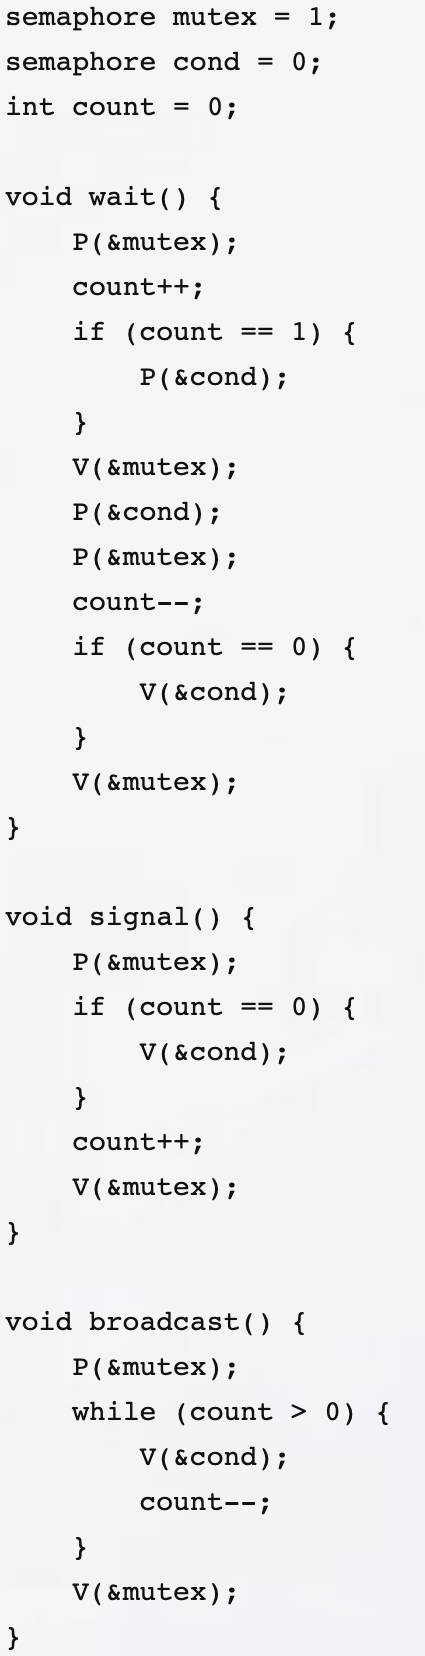 semaphore mutex = 1;
semaphore cond = 0;
int count = 0;

void wait() {
    P(&mutex);
    count++;
    if (count == 1) {
        P(&cond);
    }
    V(&mutex);
    P(&cond);
    P(&mutex);
    count--;
    if (count == 0) {
        V(&cond);
    }
    V(&mutex);
}

void signal() {
    P(&mutex);
    if (count == 0) {
        V(&cond);
    }
    count++;
    V(&mutex);
}

void broadcast() {
    P(&mutex);
    while (count > 0) {
        V(&cond);
        count--;
    }
    V(&mutex);
}